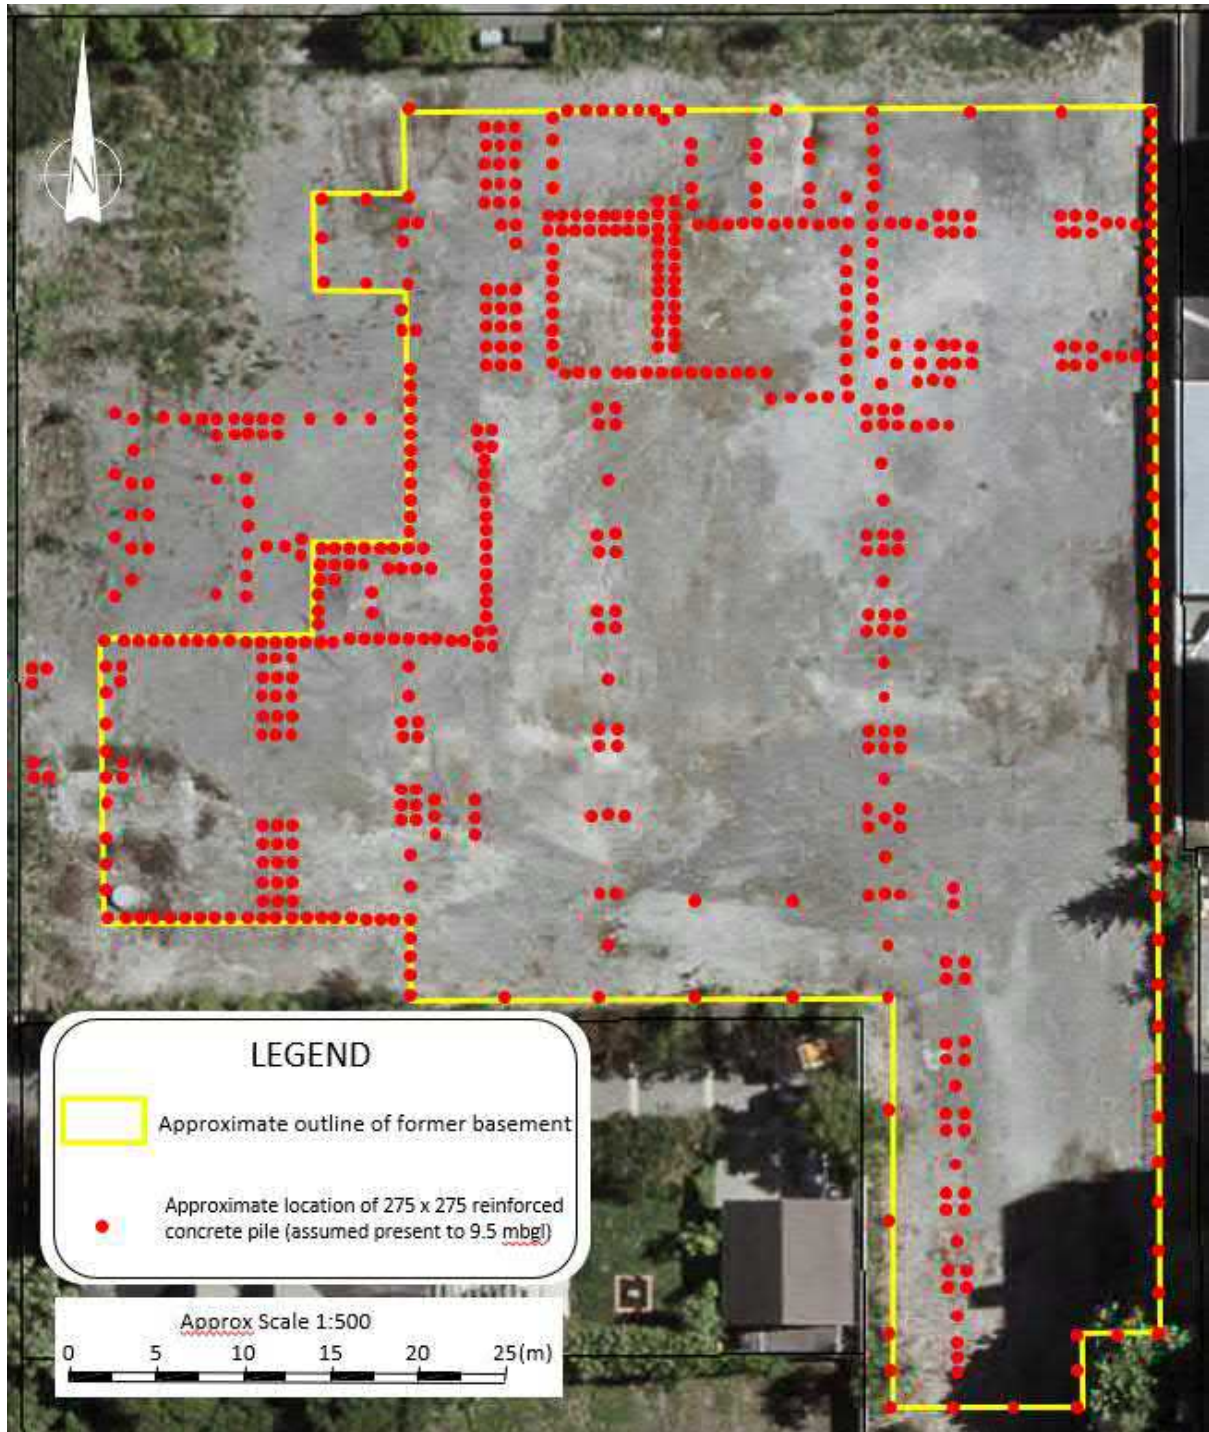 N
LEGEND
Approximate outline of former basement
Approximate location of 275 x 275 reinforced
concrete pile (assumed present to 9.5 mbgl)
Approx Scale 1:500
0 5 10 15 20 25(m)